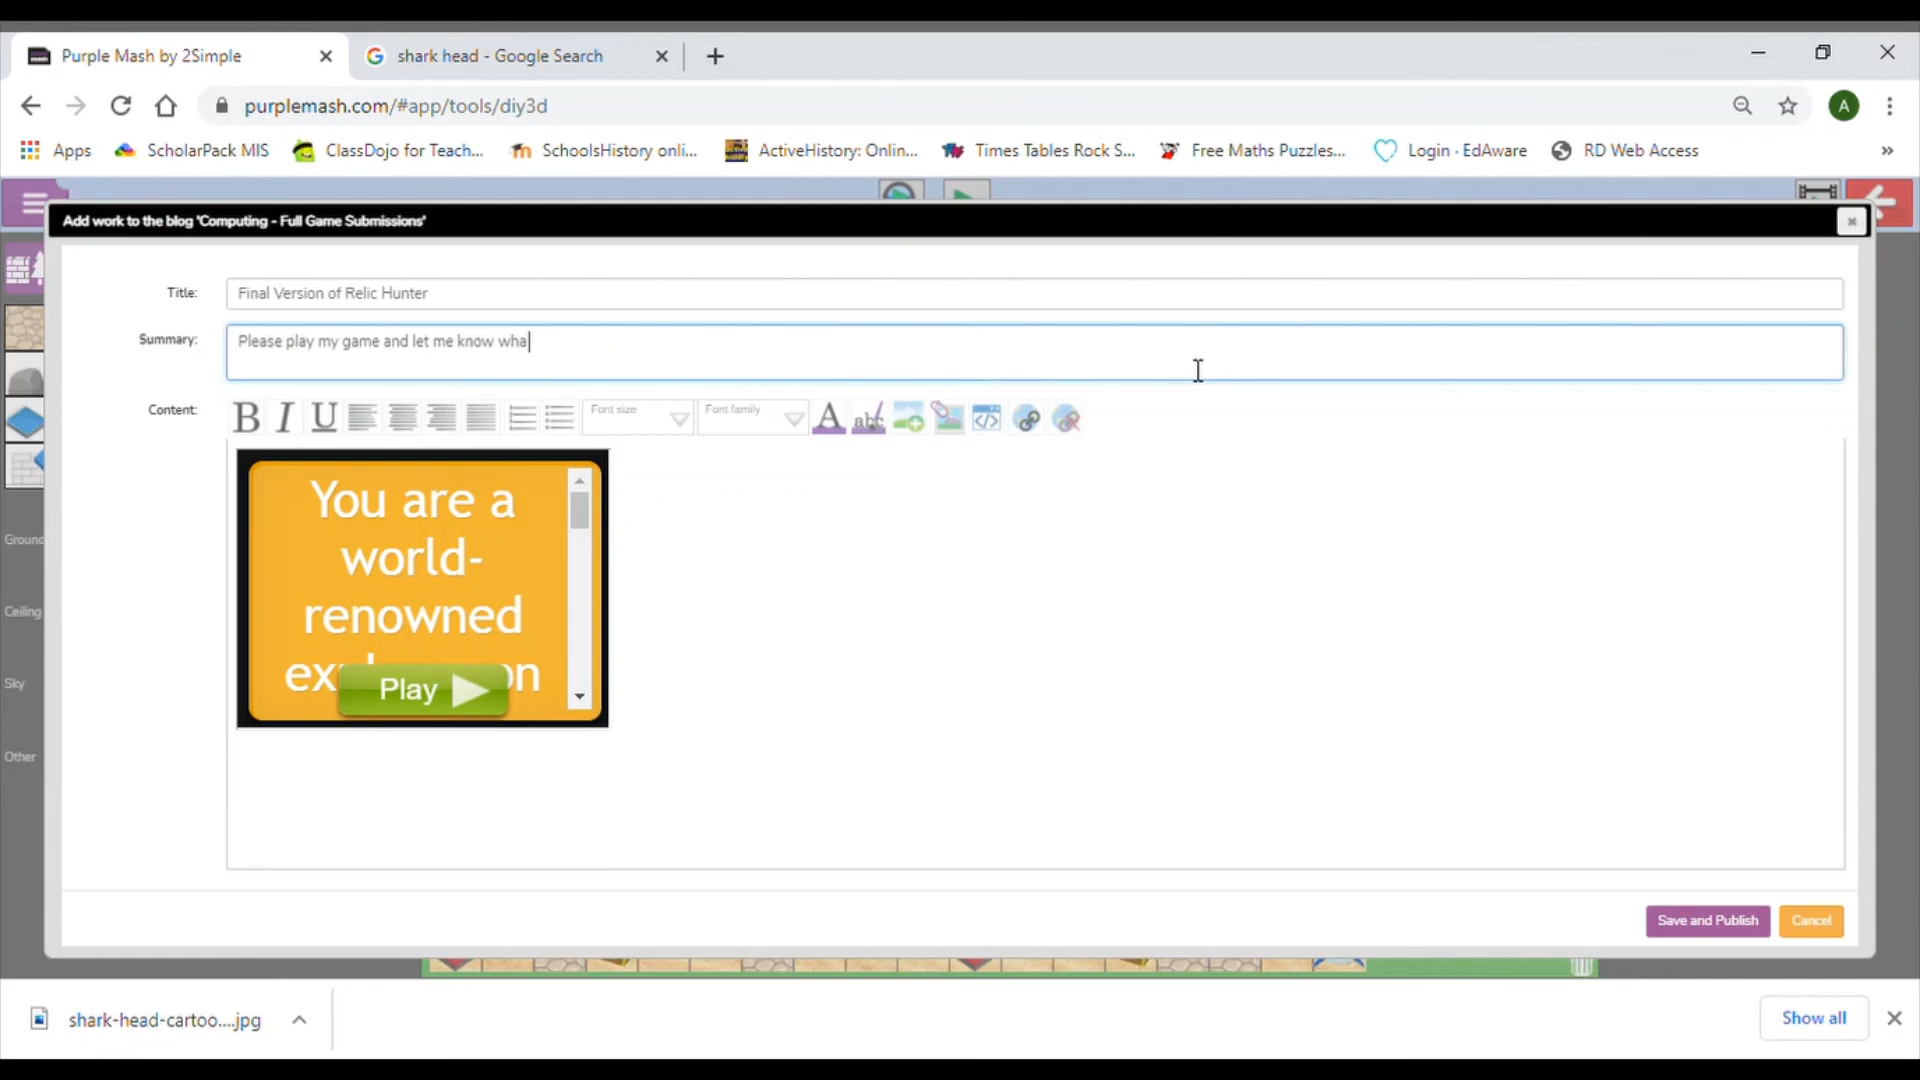 Purple Mash by 2Simple
shark head - Google Search
purplemash.com/#app/tools/diy3d
A
Apps
ScholarPack MIS
ClassDojo for Teach...
SchoolsHistory onli...
ActiveHistory: Onlin...
Times Tables Rock S...
Free Maths Puzzles...
Login · EdAware
RD Web Access
»
Add work to the blog 'Computing - Full Game Submissions'
Title:
Final Version of Relic Hunter
Summary:
Please play my game and let me know wha
Content:
B I U
Font size
Font family
A
abc
You are a
world-
renowned
Play
Ground
Ceiling
Sky
Other
Save and Publish
Cancel
shark-head-cartoo....jpg
Show all